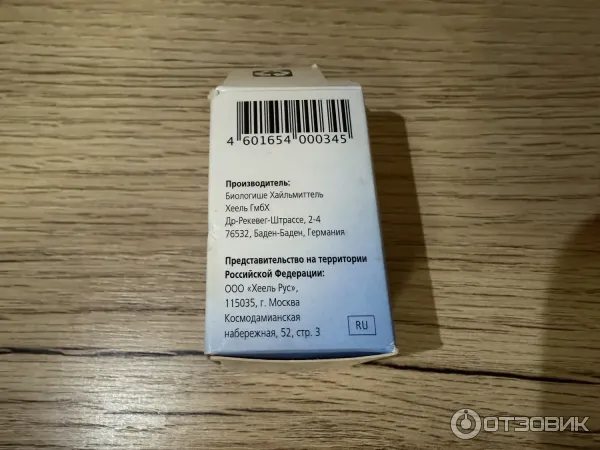 4 601654 000345
Производитель:
Биологише Хайльмиттель
Хеель ГмбХ
Др-Рекевег-Штрассе, 2-4
76532, Баден-Баден, Германия
Представительство на территории
Российской Федерации:
ООО «Хеель Рус»,
115035, г. Москва
Космодамианская
набережная, 52, стр. 3
RU
ОТЗОВИК